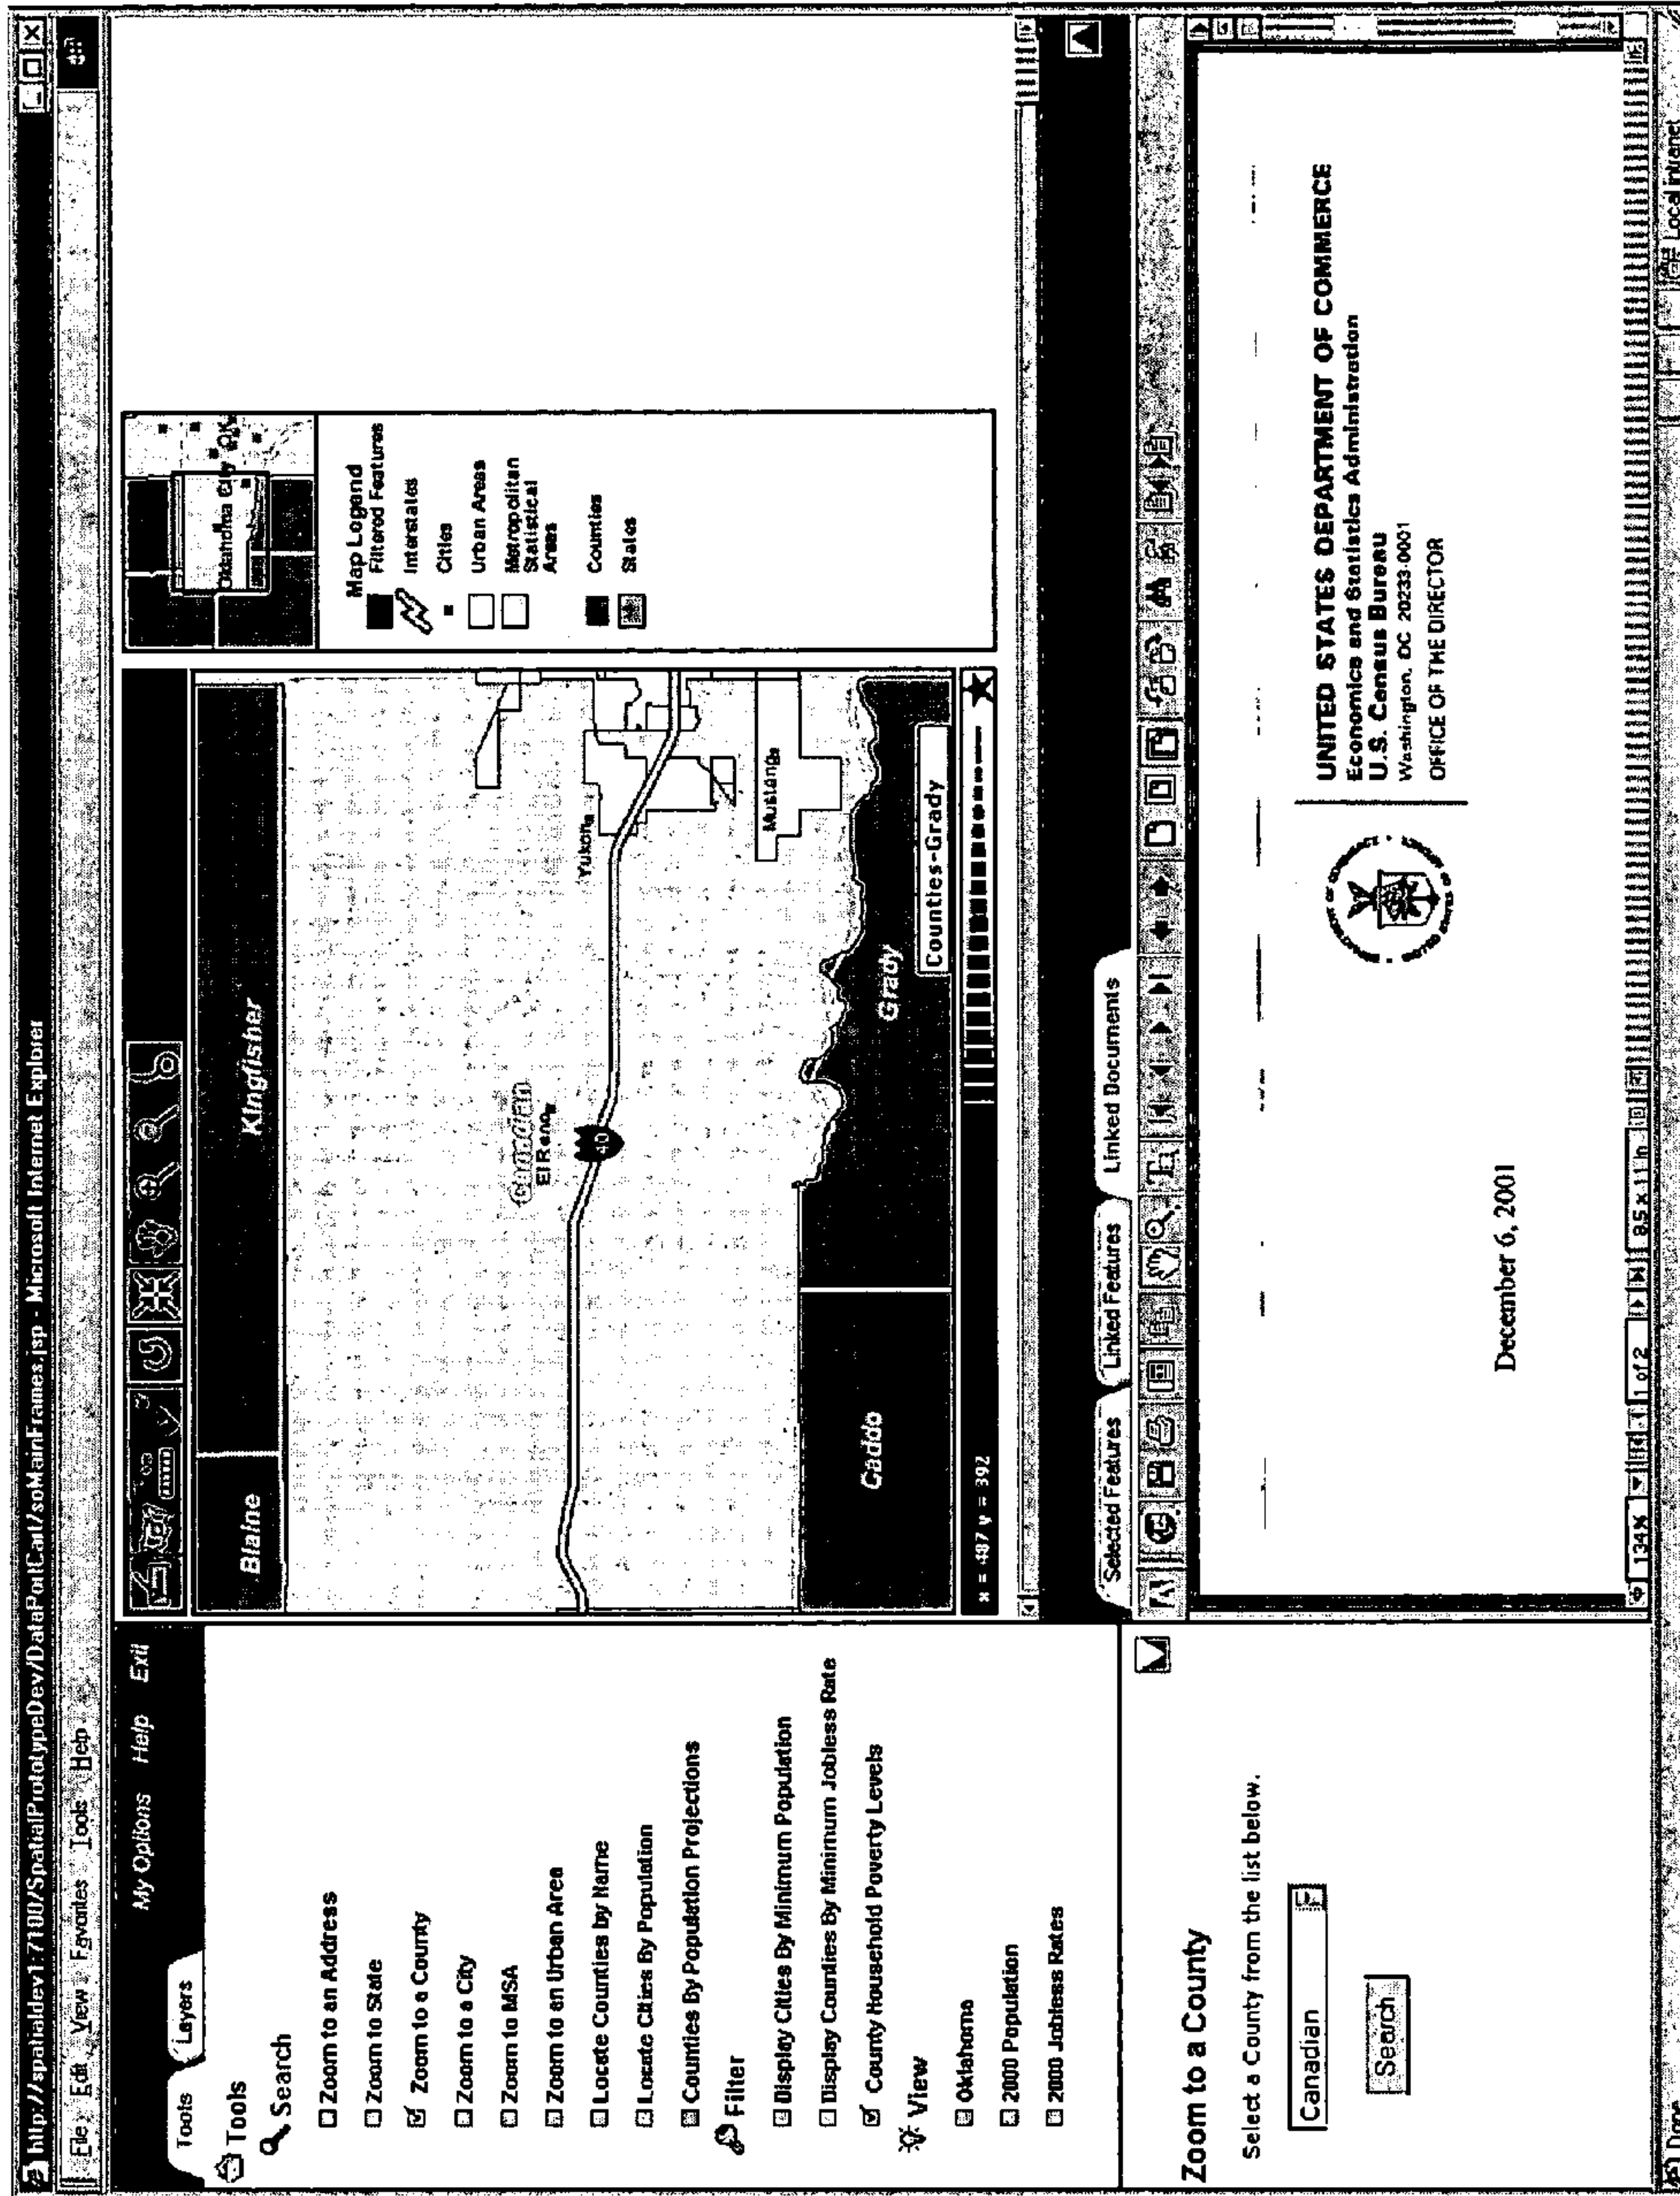 http://spatialdev1:7100/SpatialPrototypeDev/DataPortCart/soMainFrames.jsp - Microsoft Internet Explorer
File Edit View Favorites Tools Help
My Options Help Exit
Tools Layers
Tools
Search
Zoom to an Address
Zoom to State
Zoom to a County
Zoom to a City
Zoom to MSA
Zoom to an Urban Area
Locate Counties by Name
Locate Cities By Population
Counties By Population Projections
Filter
Display Cities By Minimum Population
Display Counties By Minimum Jobless Rate
County Household Poverty Levels
View
Oklahoma
2000 Population
2000 Jobless Rates
Zoom to a County
Select a County from the list below.
Canadian
Search
Blaine
Kingfisher
Canadian
El Reno
40
Yukon
Mustang
Caddo
Grady
Counties-Grady
x = 487 y = 392
Oklahoma City OK
Map Legend
Filtered Features
Interstates
Cities
Urban Areas
Metropolitan
Statistical
Areas
Counties
States
Selected Features Linked Features Linked Documents
UNITED STATES DEPARTMENT OF COMMERCE
Economics and Statistics Administration
U.S. Census Bureau
Washington, DC 20233-0001
OFFICE OF THE DIRECTOR
December 6, 2001
134% 1 of 2 8.5 x 11 in
Done
Local intranet